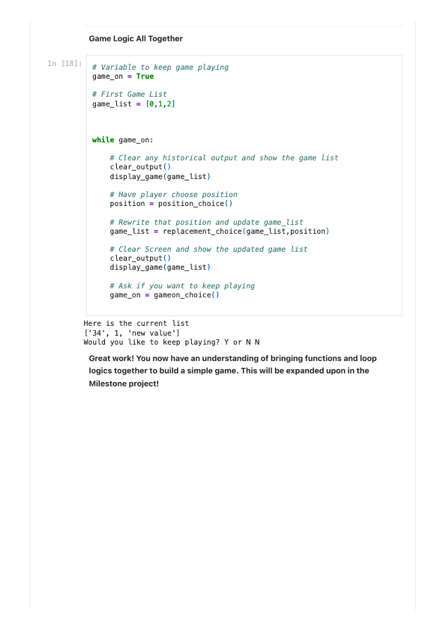 Game Logic All Together
In [18]:
# Variable to keep game playing
game_on = True
# First Game List
game_list = [0,1,2]
while game_on:
    # Clear any historical output and show the game list
    clear_output()
    display_game(game_list)
    # Have player choose position
    position = position_choice()
    # Rewrite that position and update game_list
    game_list = replacement_choice(game_list,position)
    # Clear Screen and show the updated game list
    clear_output()
    display_game(game_list)
    # Ask if you want to keep playing
    game_on = gameon_choice()
Here is the current list
['34', 1, 'new value']
Would you like to keep playing? Y or N N
Great work! You now have an understanding of bringing functions and loop
logics together to build a simple game. This will be expanded upon in the
Milestone project!